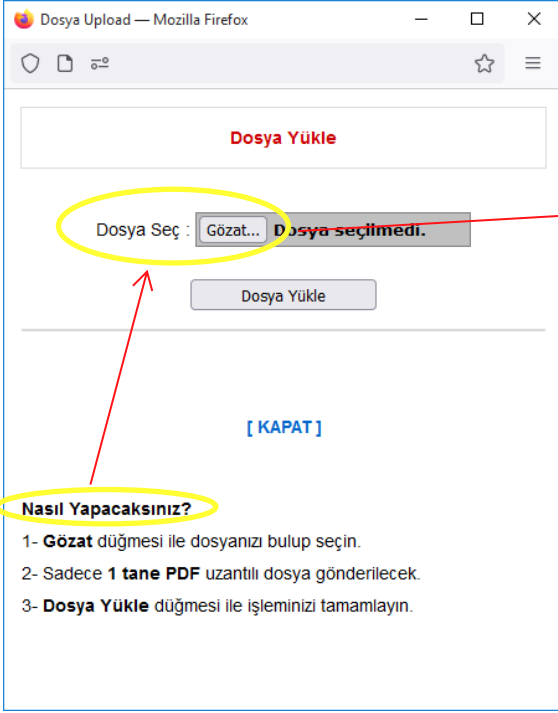 Dosya Upload — Mozilla Firefox
Dosya Yükle
Dosya Seç : Gözat... Dosya seçilmedi.
Dosya Yükle
[ KAPAT ]
Nasıl Yapacaksınız?
1- Gözat düğmesi ile dosyanızı bulup seçin.
2- Sadece 1 tane PDF uzantılı dosya gönderilecek.
3- Dosya Yükle düğmesi ile işleminizi tamamlayın.